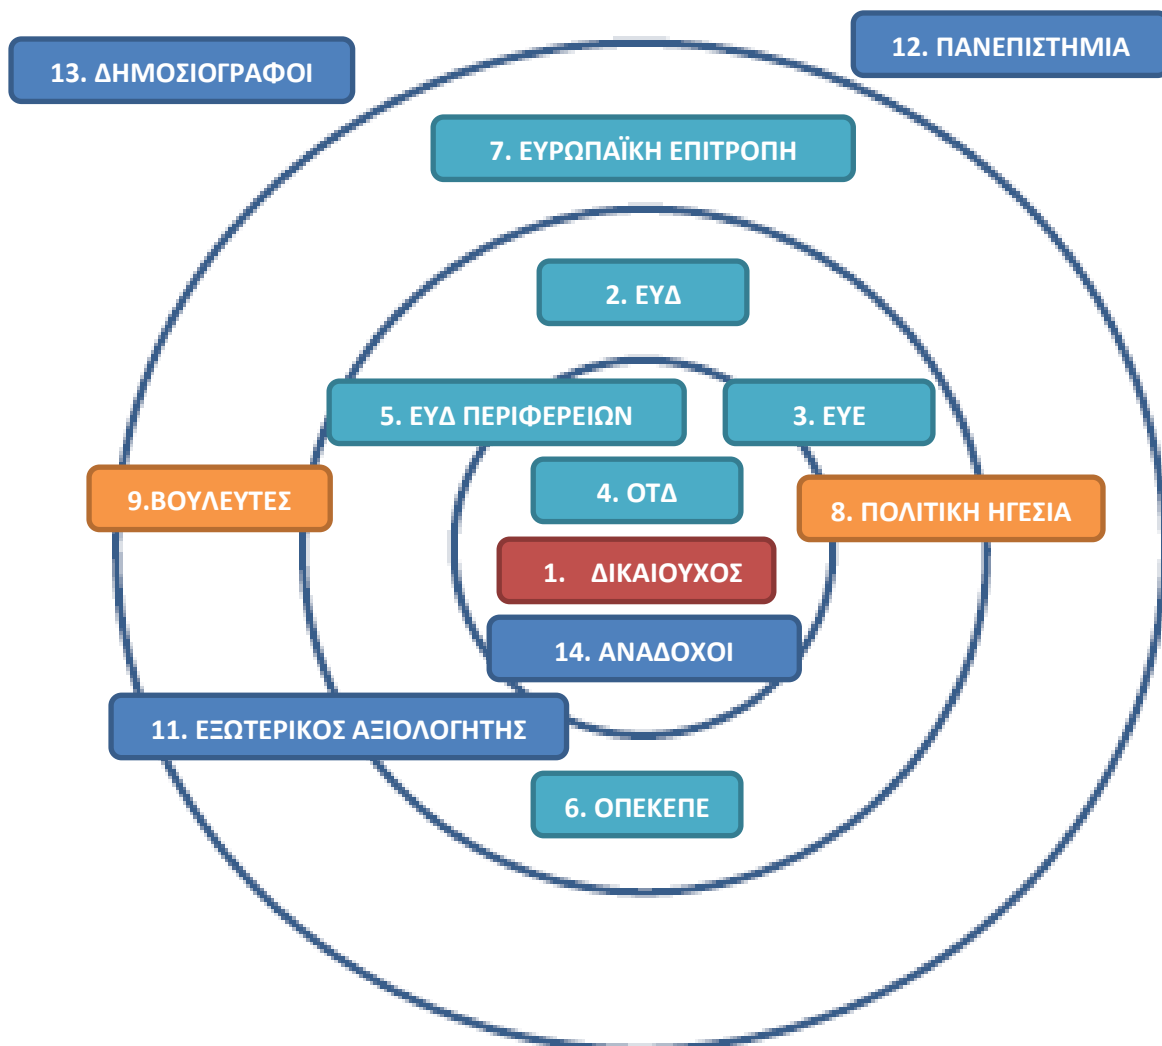 13. ΔΗΜΟΣΙΟΓΡΑΦΟΙ
12. ΠΑΝΕΠΙΣΤΗΜΙΑ
7. ΕΥΡΩΠΑΪΚΗ ΕΠΙΤΡΟΠΗ
2. ΕΥΔ
5. ΕΥΔ ΠΕΡΙΦΕΡΕΙΩΝ
3. ΕΥΕ
4. ΟΤΔ
9.ΒΟΥΛΕΥΤΕΣ
8. ΠΟΛΙΤΙΚΗ ΗΓΕΣΙΑ
1. ΔΙΚΑΙΟΥΧΟΣ
14. ΑΝΑΔΟΧΟΙ
11. ΕΞΩΤΕΡΙΚΟΣ ΑΞΙΟΛΟΓΗΤΗΣ
6. ΟΠΕΚΕΠΕ